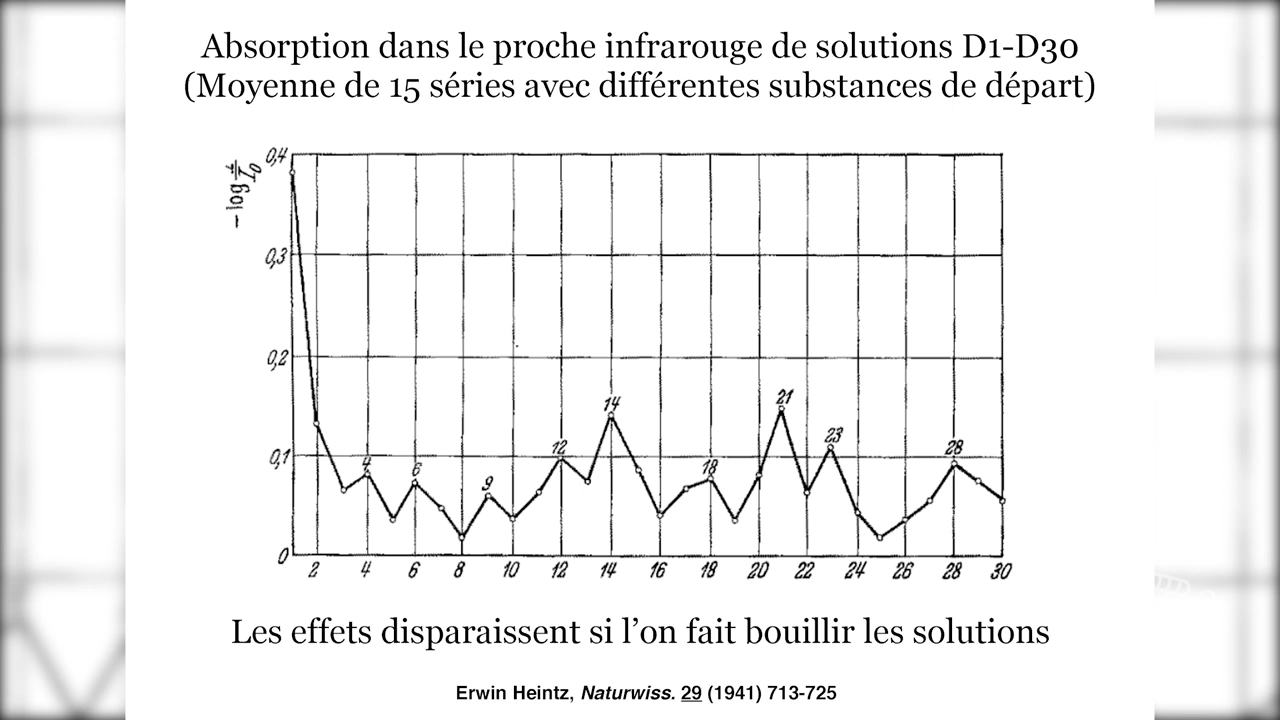 Absorption dans le proche infrarouge de solutions D1-D30
(Moyenne de 15 séries avec différentes substances de départ)
0,4
0,3
0,2
0,1
0
4
6
9
12
14
18
21
23
28
2 4 6 8 10 12 14 16 18 20 22 24 26 28 30
Les effets disparaissent si l’on fait bouillir les solutions
Erwin Heintz, Naturwiss. 29 (1941) 713-725